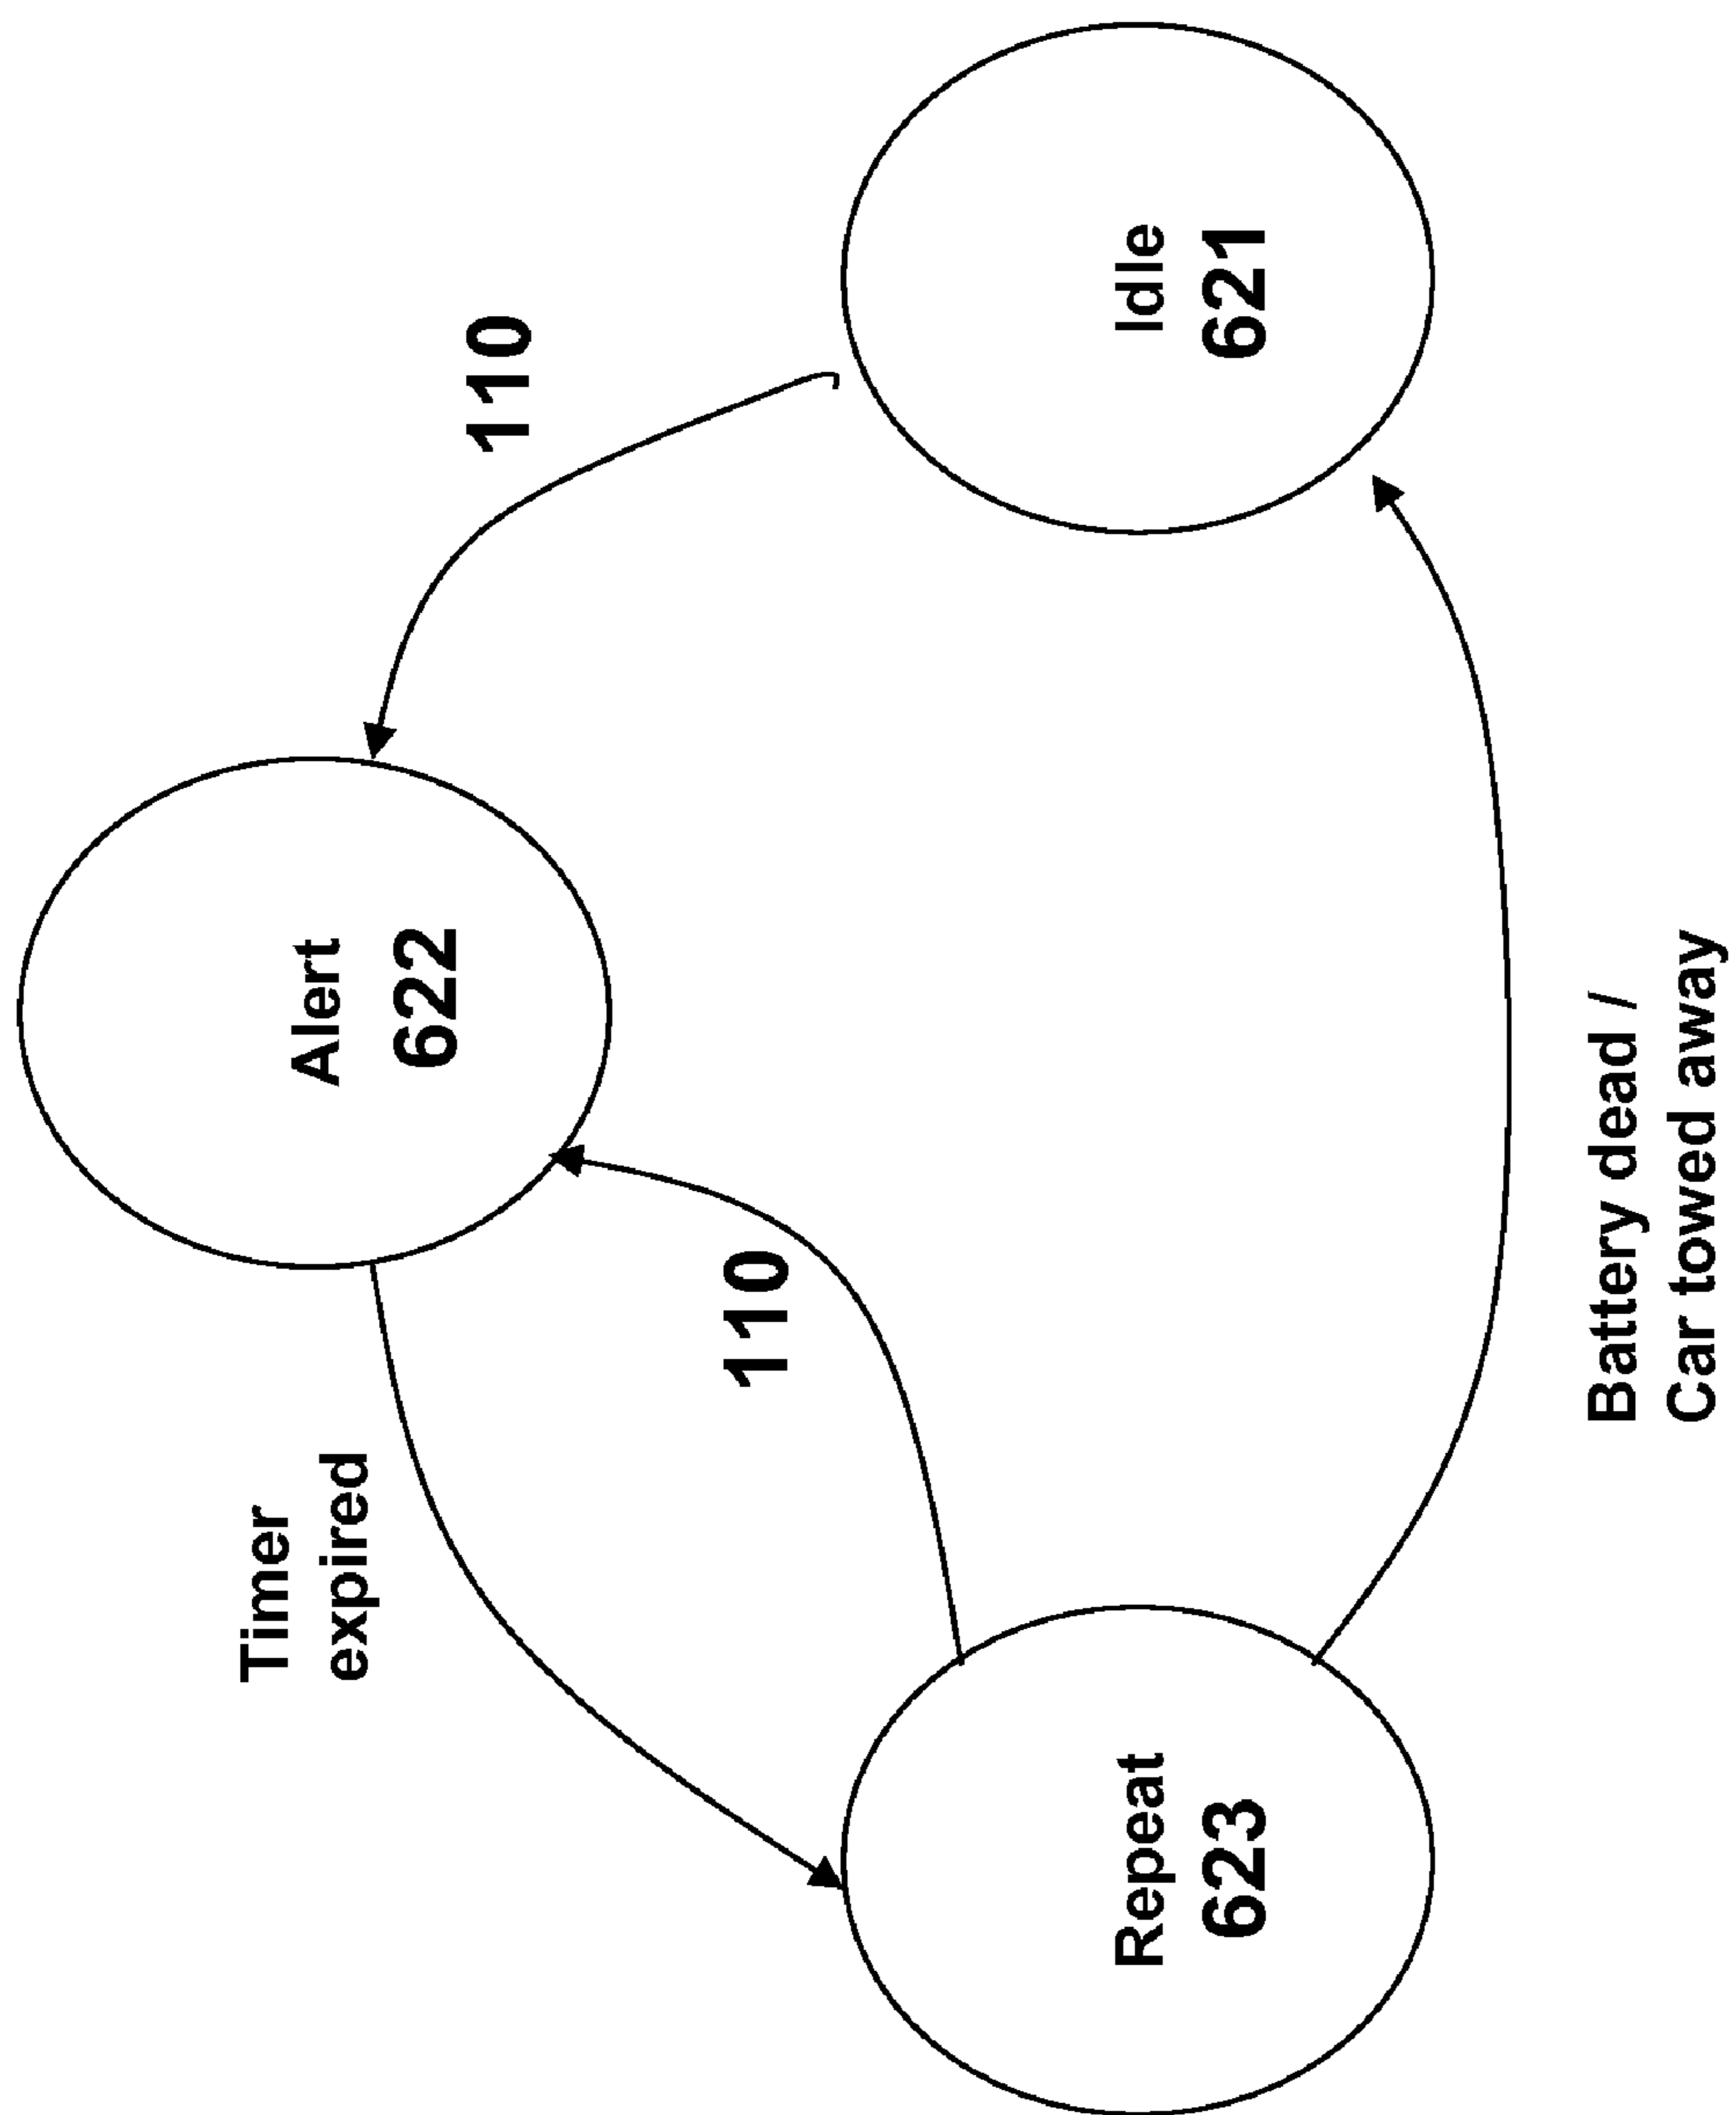 Alert
622
Timer
expired
110
110
Repeat
623
Idle
621
Battery dead /
Car towed away